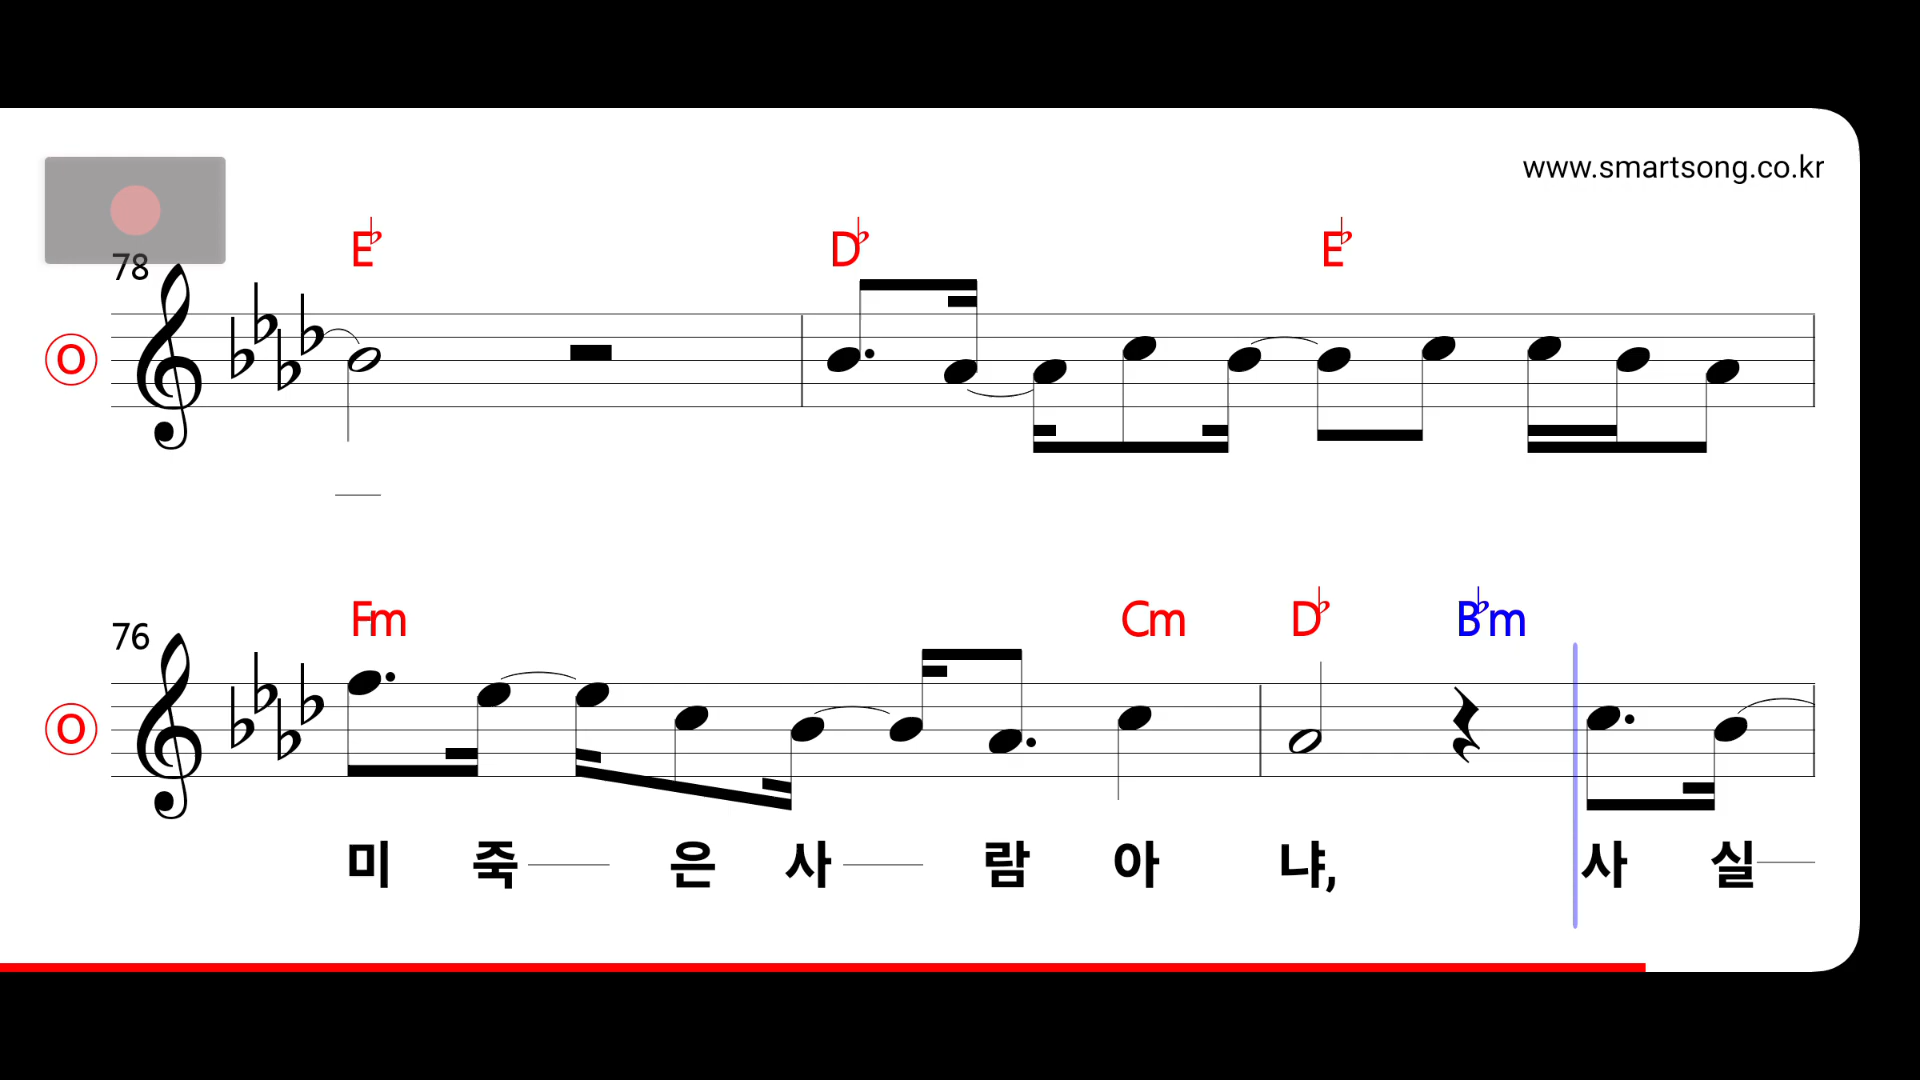 www.smartsong.co.kr
E♭ D♭ E♭
78
O
Fm Cm D♭ B♭m
76
O
미 죽 은 사 람 아 냐, 사 실